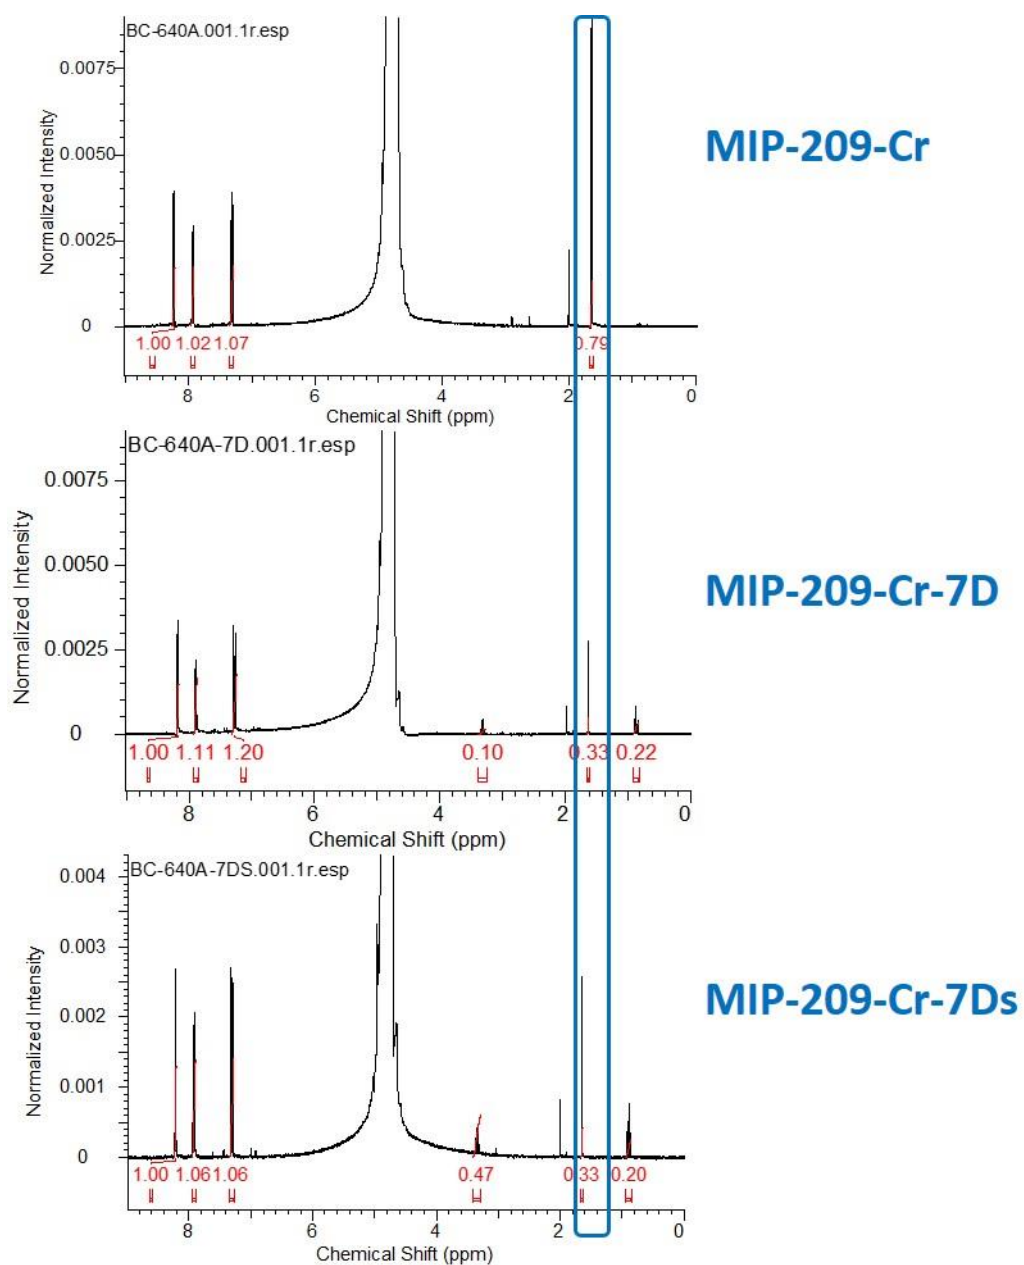 BC-640A.001.1r.esp
Normalized Intensity
0.0075
0.0050
0.0025
0
1.00 1.02 1.07 0.79
8 6 4 2 0
Chemical Shift (ppm)
MIP-209-Cr
BC-640A-7D.001.1r.esp
Normalized Intensity
0.0075
0.0050
0.0025
0
1.00 1.11 1.20 0.10 0.33 0.22
8 6 4 2 0
Chemical Shift (ppm)
MIP-209-Cr-7D
BC-640A-7DS.001.1r.esp
Normalized Intensity
0.004
0.003
0.002
0.001
0
1.00 1.06 1.06 0.47 0.33 0.20
8 6 4 2 0
Chemical Shift (ppm)
MIP-209-Cr-7Ds